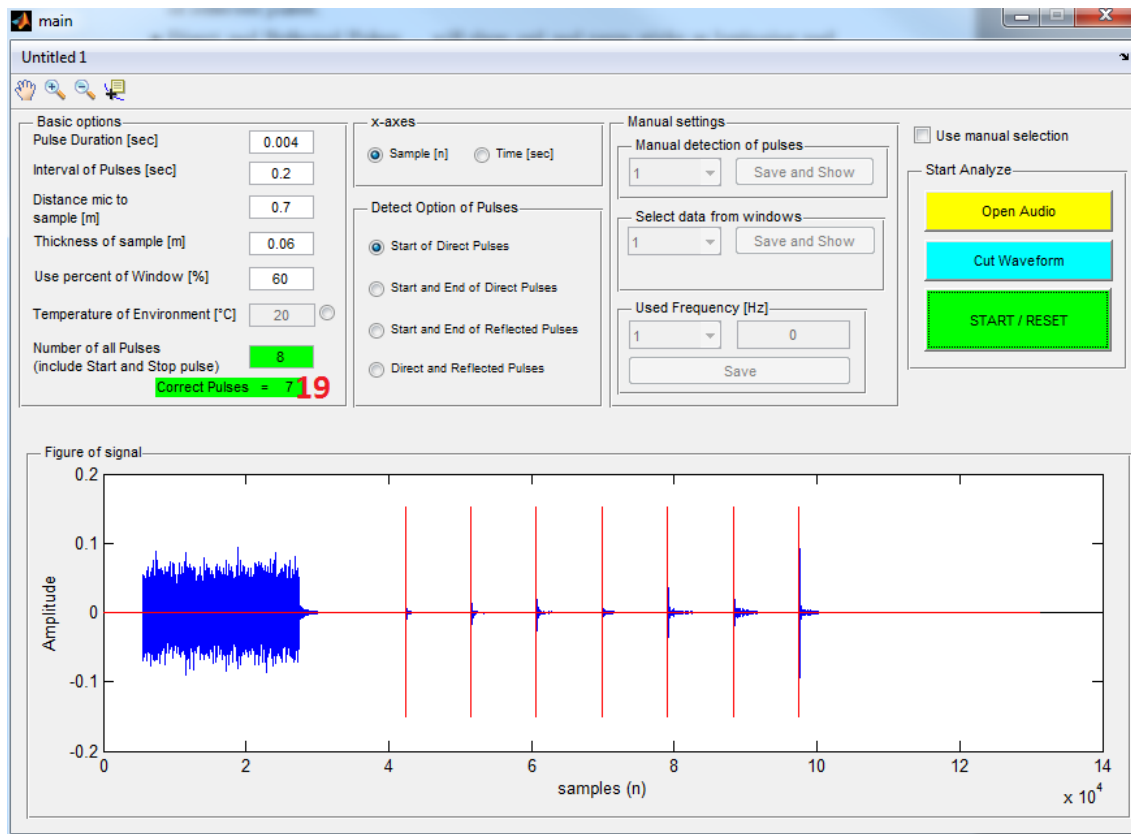 main
Untitled 1
Basic options
Pulse Duration [sec]
0.004
Interval of Pulses [sec]
0.2
Distance mic to
sample [m]
0.7
Thickness of sample [m]
0.06
Use percent of Window [%]
60
Temperature of Environment [°C]
20
Number of all Pulses
(include Start and Stop pulse)
8
Correct Pulses = 7
19
x-axes
Sample [n]
Time [sec]
Detect Option of Pulses
Start of Direct Pulses
Start and End of Direct Pulses
Start and End of Reflected Pulses
Direct and Reflected Pulses
Manual settings
Manual detection of pulses
1
Save and Show
Select data from windows
1
Save and Show
Used Frequency [Hz]
1
0
Save
Use manual selection
Start Analyze
Open Audio
Cut Waveform
START / RESET
Figure of signal
0.2
0.1
0
-0.1
-0.2
Amplitude
0 2 4 6 8 10 12 14
samples (n)
x 10⁴